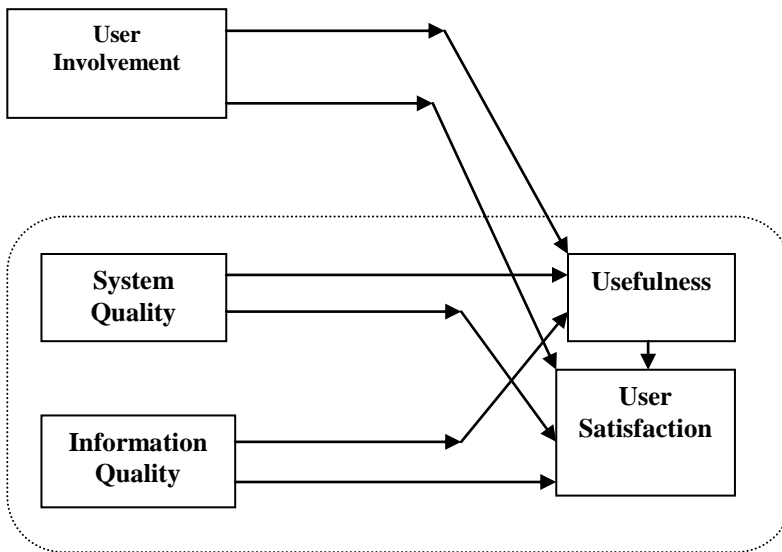 User
Involvement
System
Quality
Usefulness
User
Satisfaction
Information
Quality